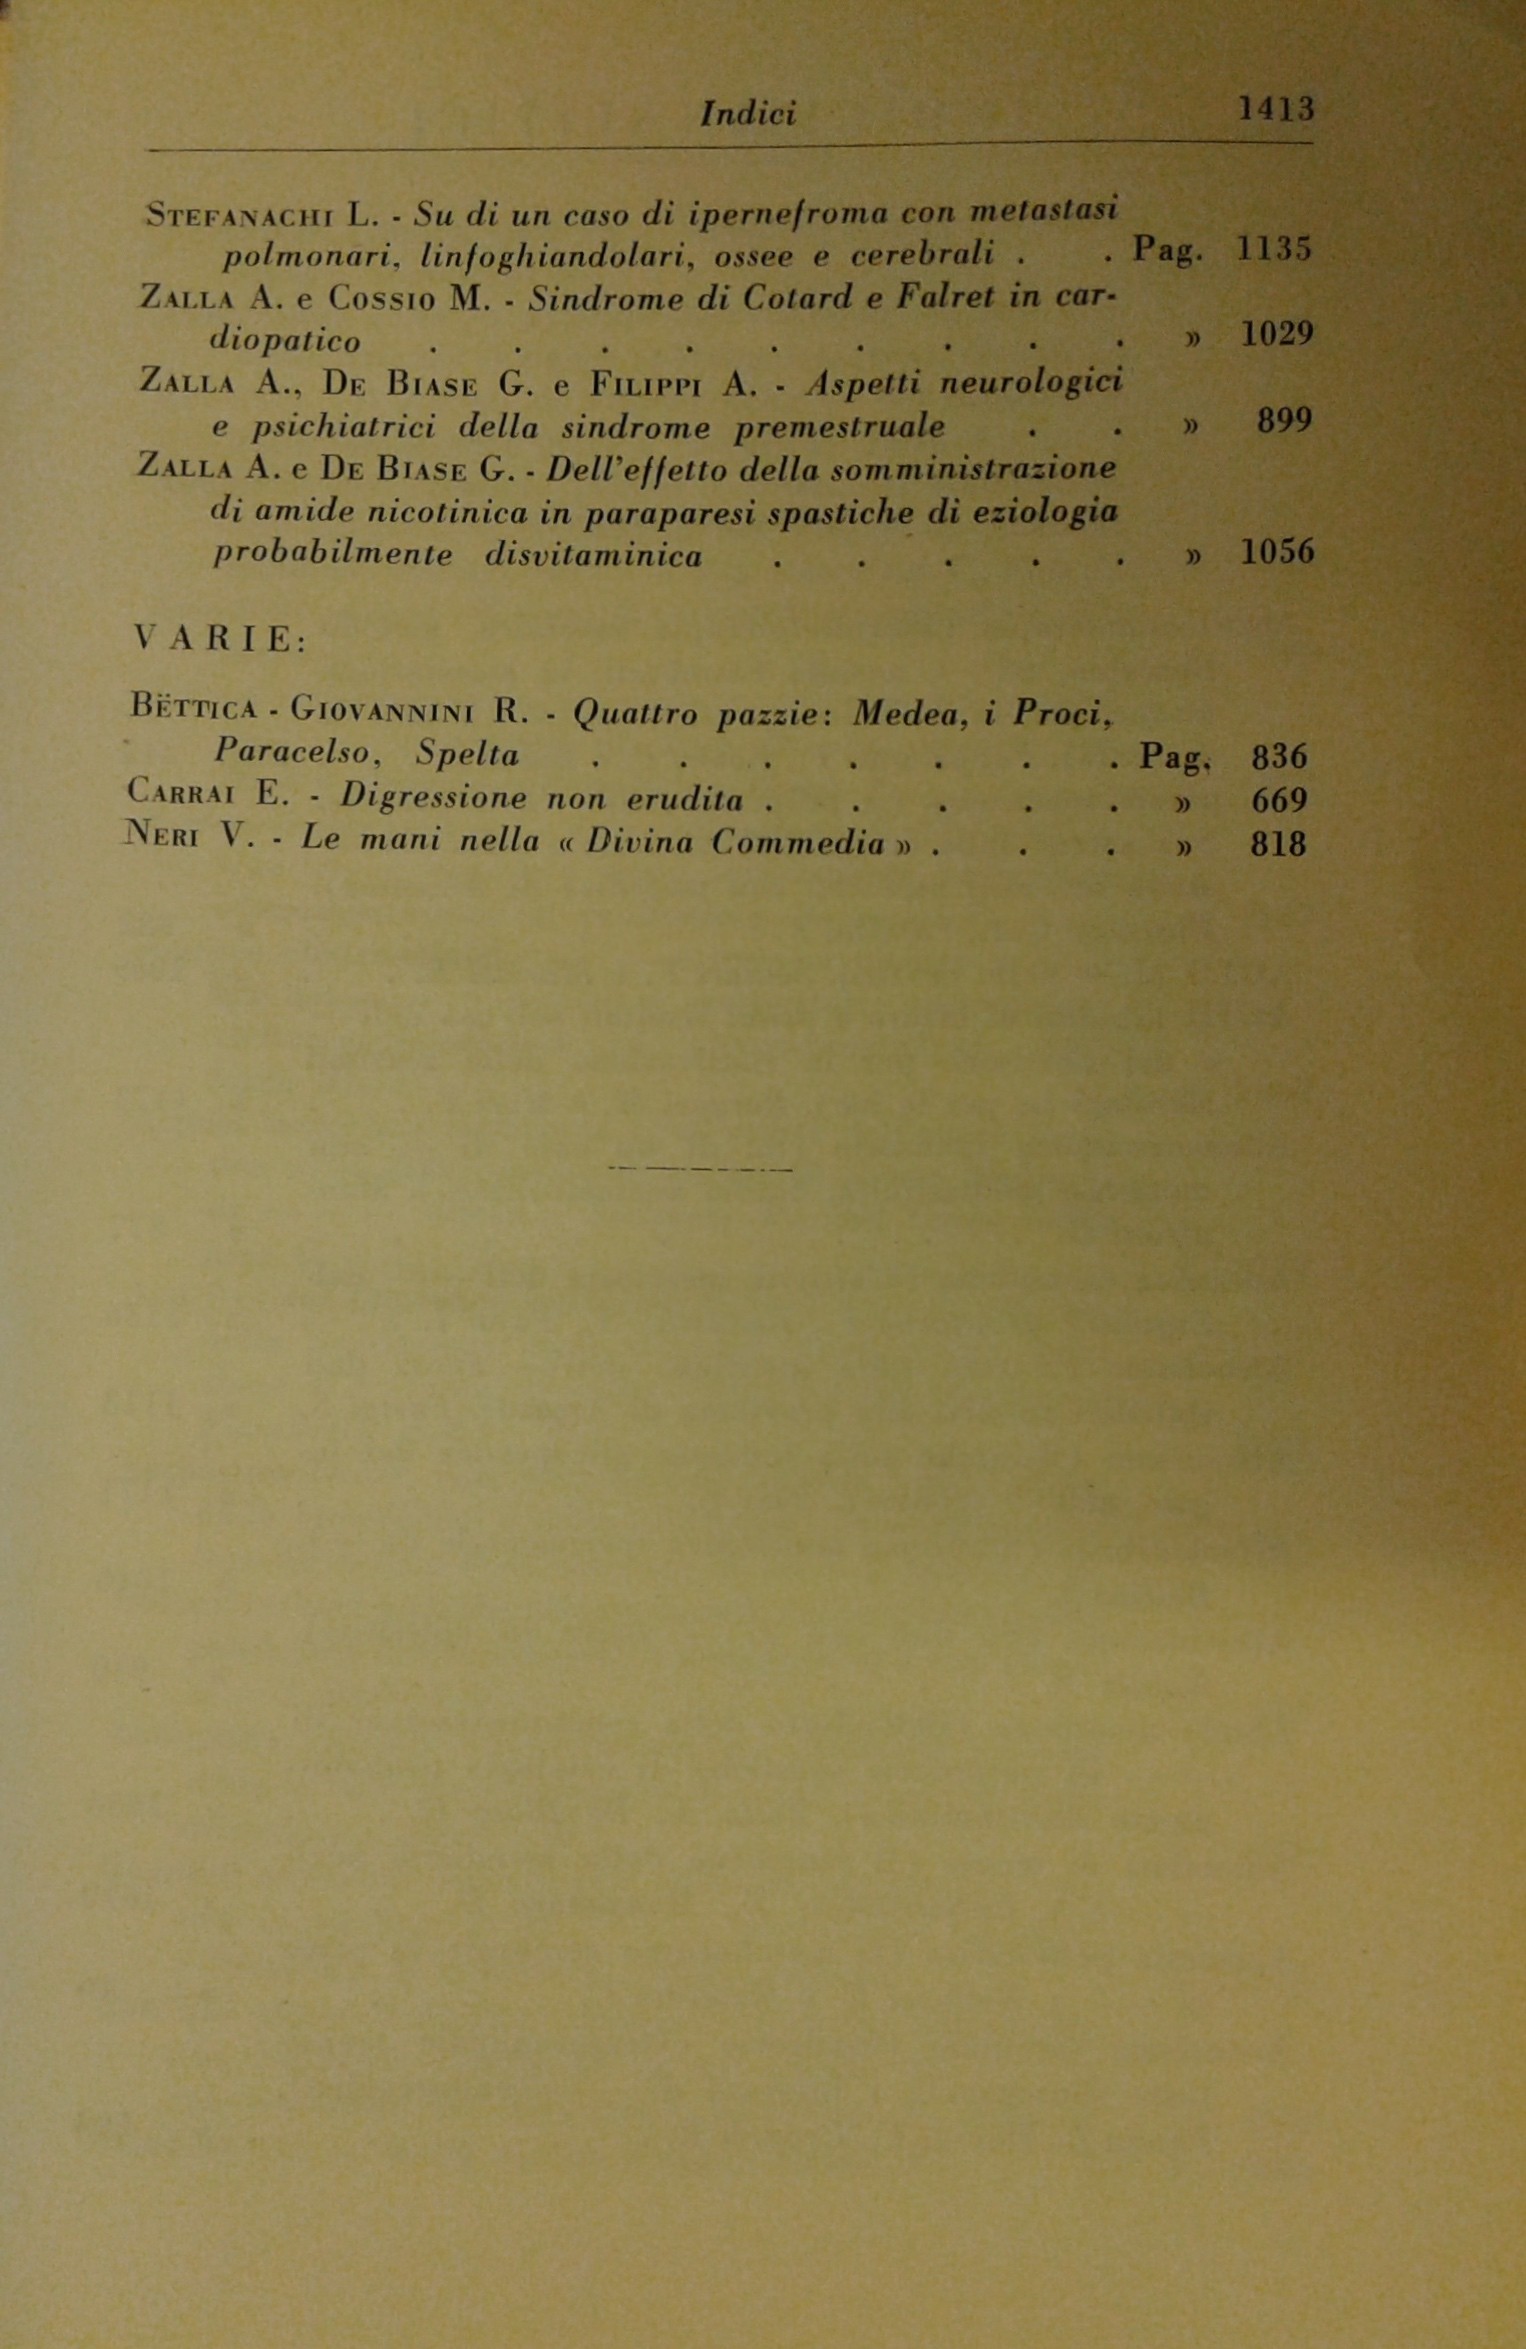 Indici 1413
STEFANACHI L. - Su di un caso di ipernefroma con metastasi
polmonari, linfoghiandolari, ossee e cerebrali . . Pag. 1135
ZALLA A. e COSSIO M. - Sindrome di Cotard e Falret in car-
diopatico . . . . . . . . . » 1029
ZALLA A., DE BIASE G. e FILIPPI A. - Aspetti neurologici
e psichiatrici della sindrome premestruale . . » 899
ZALLA A. e DE BIASE G. - Dell'effetto della somministrazione
di amide nicotinica in paraparesi spastiche di eziologia
probabilmente disvitaminica . . . . . » 1056
VARIE:
BËTTICA - GIOVANNINI R. - Quattro pazzie: Medea, i Proci,
Paracelso, Spelta . . . . . . . Pag. 836
CARRAI E. - Digressione non erudita . . . . . » 669
NERI V. - Le mani nella « Divina Commedia » . . . » 818